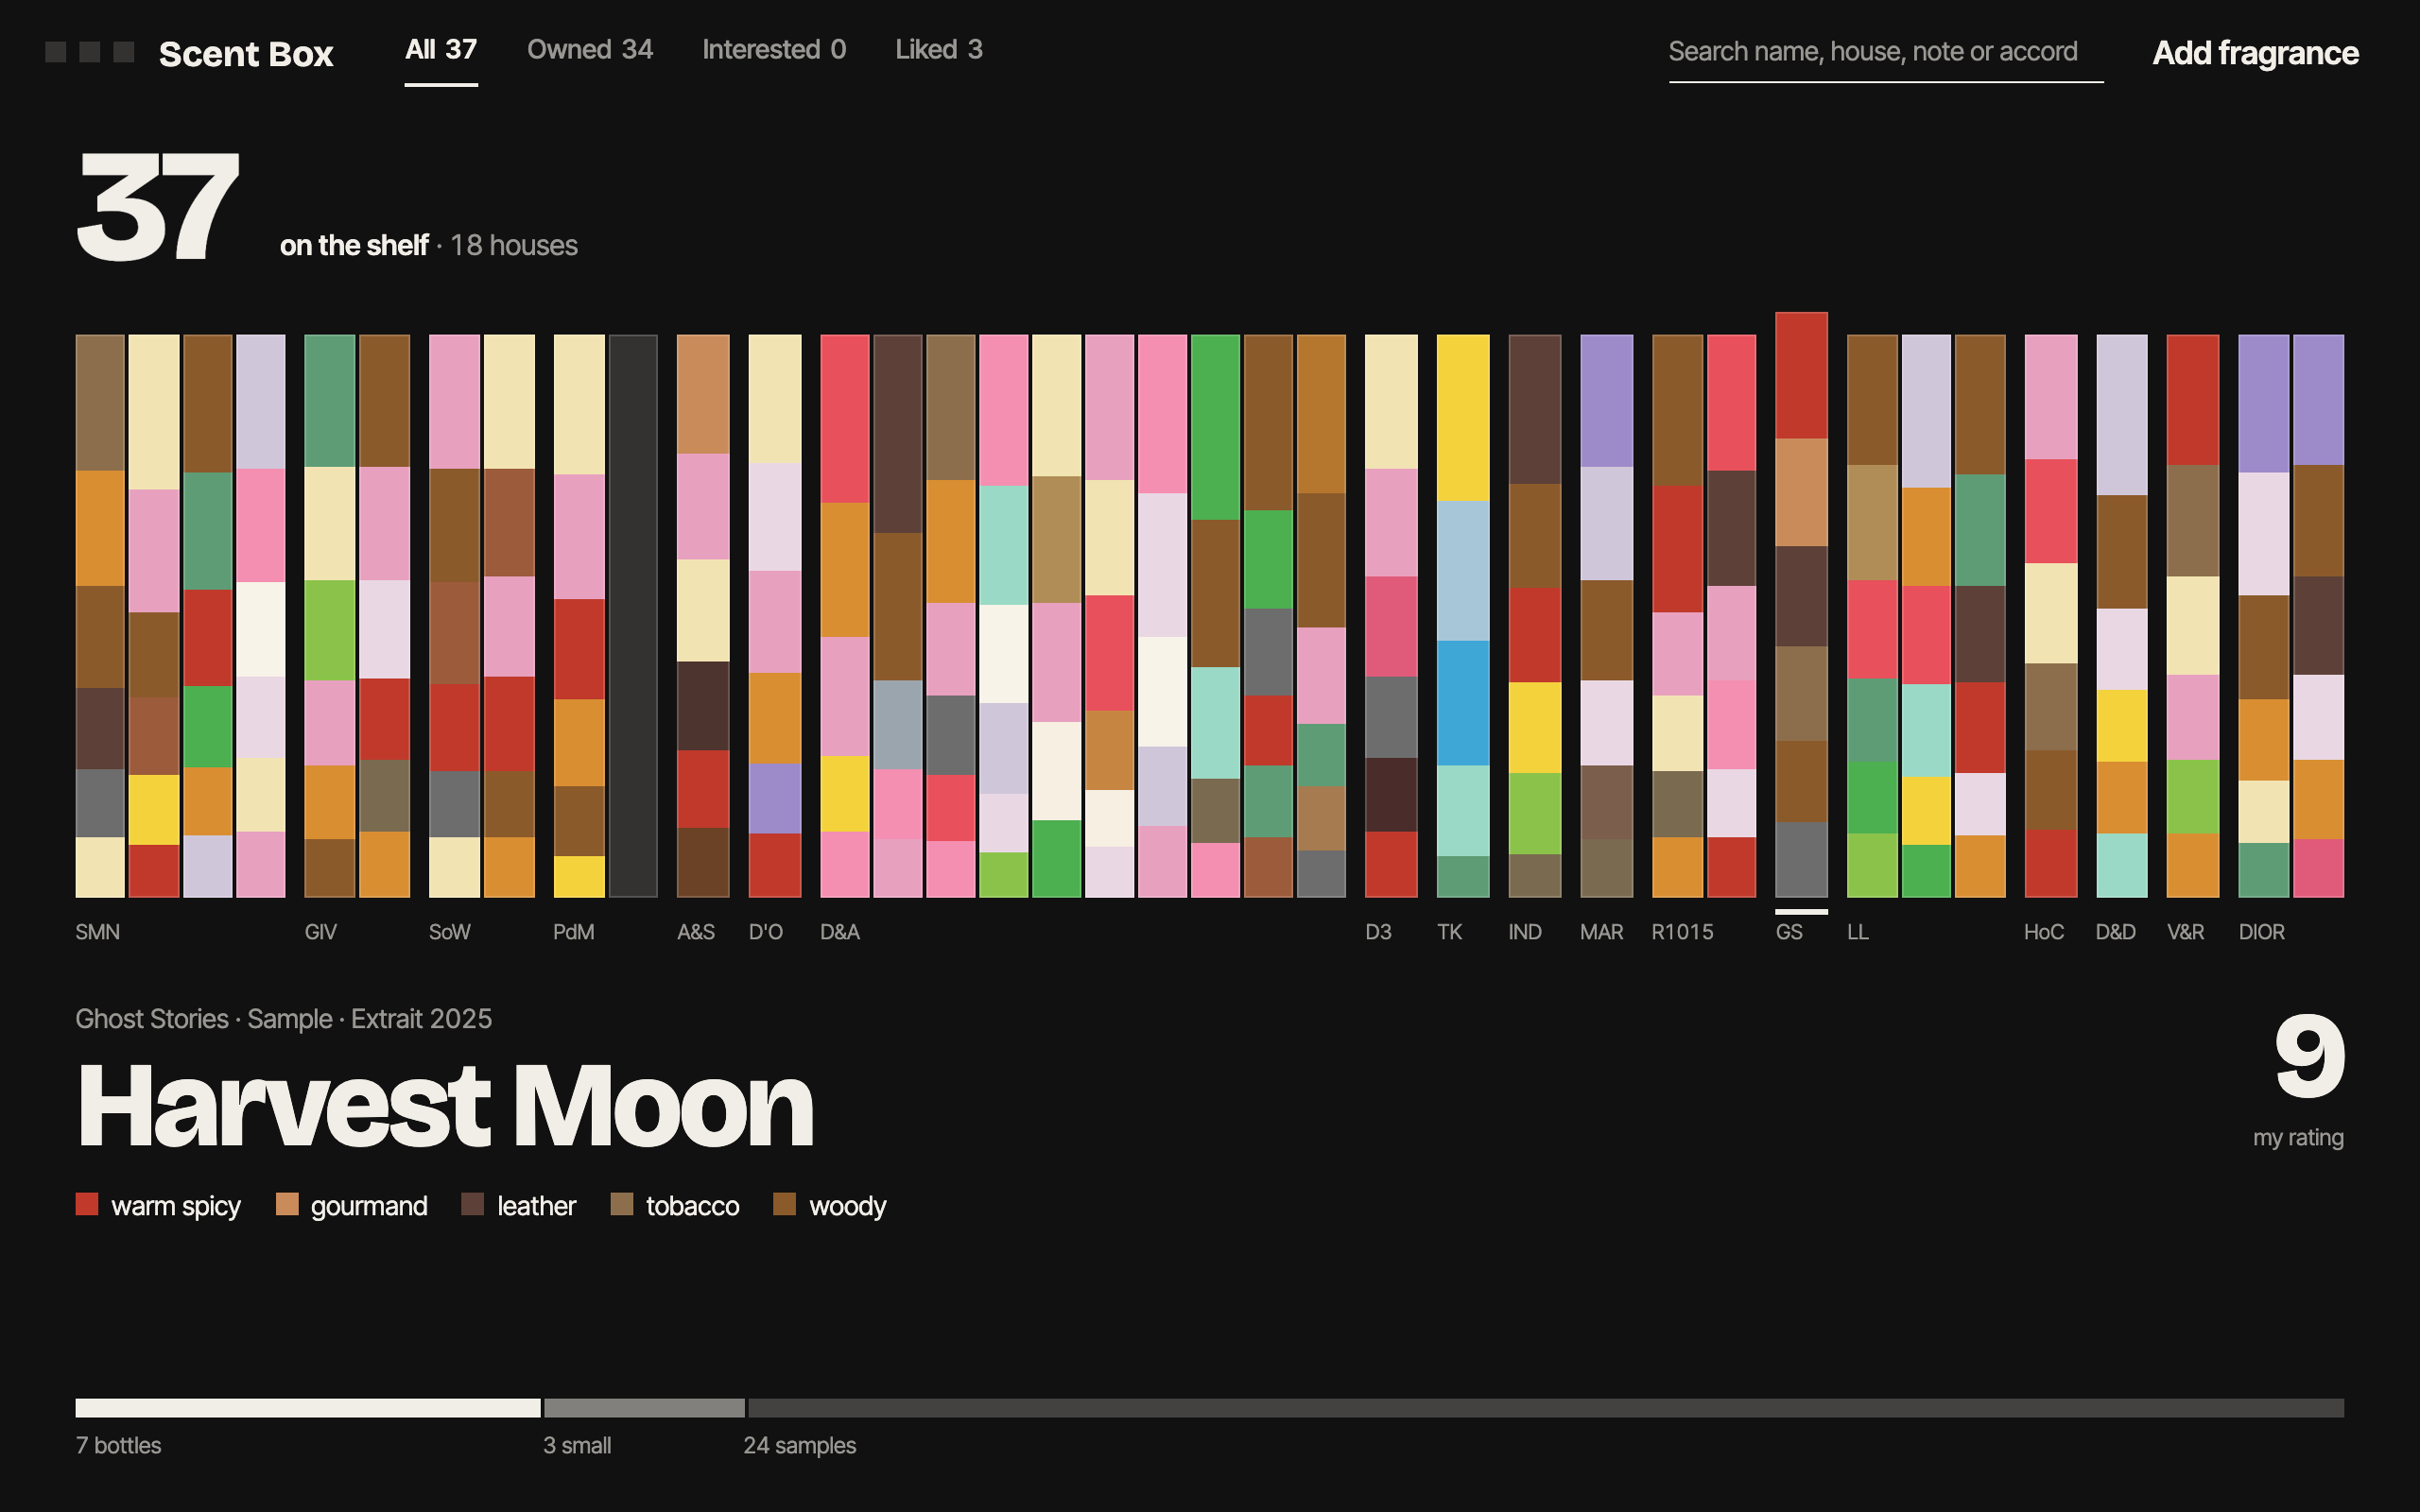 Scent Box All 37 Owned 34 Interested 0 Liked 3 Search name, house, note or accord Add fragrance
37 on the shelf · 18 houses
SMN GIV SoW PdM A&S D'O D&A D3 TK IND MAR R1015 GS LL HoC D&D V&R DIOR
Ghost Stories · Sample · Extrait 2025
Harvest Moon
9
my rating
warm spicy gourmand leather tobacco woody
7 bottles 3 small 24 samples